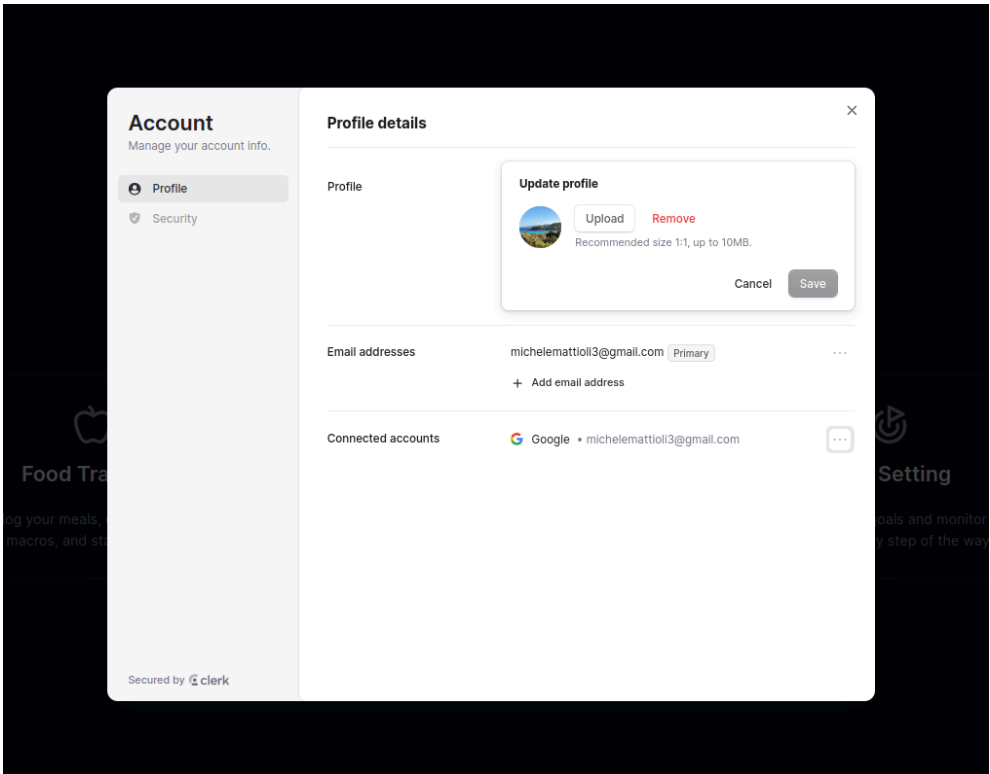 Account
Manage your account info.
Profile
Security
Secured by clerk
Profile details
Profile
Update profile
Upload
Remove
Recommended size 1:1, up to 10MB.
Cancel
Save
Email addresses
michelemattioli3@gmail.com Primary
...
+ Add email address
Connected accounts
Google • michelemattioli3@gmail.com
...
Food Tra
log your meals,
macros, and sta
Setting
oals and monitor
y step of the way